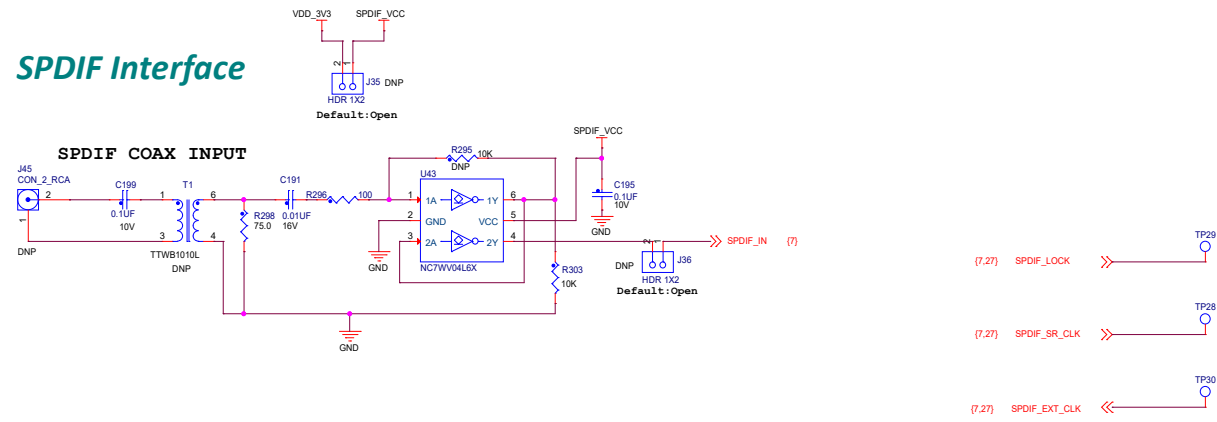 VDD_3V3
SPDIF_VCC
SPDIF Interface
2
1
J35
DNP
HDR 1X2
Default:Open
SPDIF COAX INPUT
J45
CON_2_RCA
2
1
DNP
C199
0.1UF
10V
1
T1
6
3
4
TTWB1010L
DNP
R298
75.0
C191
0.01UF
16V
R296
100
R295
10K
DNP
U43
1
1A
1Y
6
2
GND
VCC
5
3
2A
2Y
4
NC7WV04L6X
GND
GND
SPDIF_VCC
C195
0.1UF
10V
GND
R303
10K
2
1
DNP
J36
HDR 1X2
Default:Open
SPDIF_IN {7}
TP29
{7,27} SPDIF_LOCK
TP28
{7,27} SPDIF_SR_CLK
TP30
{7,27} SPDIF_EXT_CLK